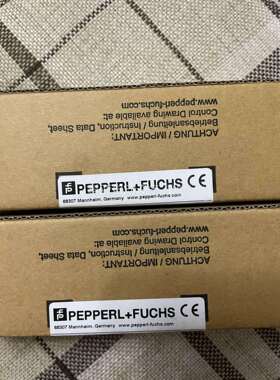 ACHTUNG / IMPORTANT:
Betriebsanleitung / Instruction, Data Sheet,
Control Drawing available at:
www.pepperl-fuchs.com
PEPPERL+FUCHS CE
68307 Mannheim, Germany www.pepperl-fuchs.com
ACHTUNG / IMPORTANT:
Betriebsanleitung / Instruction, Data Sheet,
Control Drawing available at:
www.pepperl-fuchs.com
PEPPERL+FUCHS CE
68307 Mannheim, Germany www.pepperl-fuchs.com